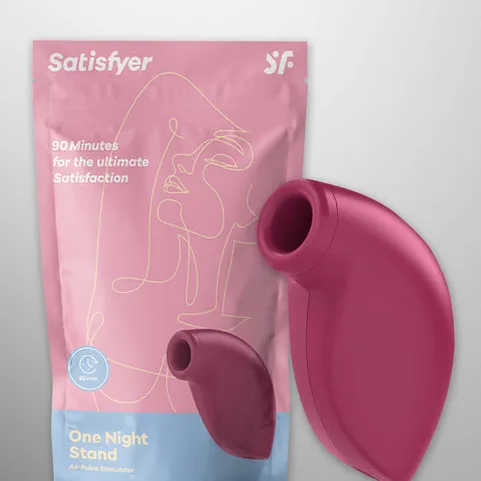 Satisfyer
SF
90 Minutes
for the ultimate
Satisfaction
90 min.
One Night
Stand
Air Pulse Stimulator